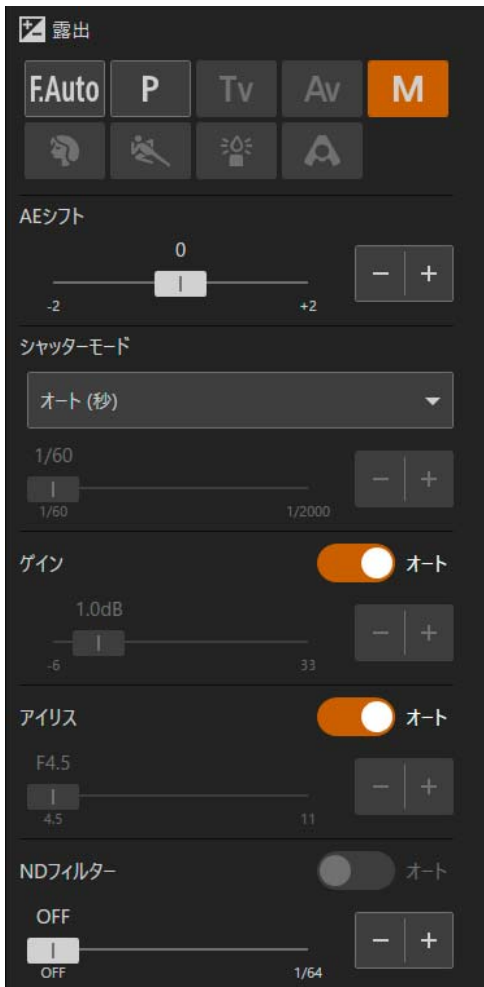 露出
F.Auto P Tv Av M
AEシフト
0
-2 +2
シャッターモード
オート (秒)
1/60
1/60 1/2000
ゲイン オート
1.0dB
-6 33
アイリス オート
F4.5
4.5 11
NDフィルター オート
OFF
OFF 1/64